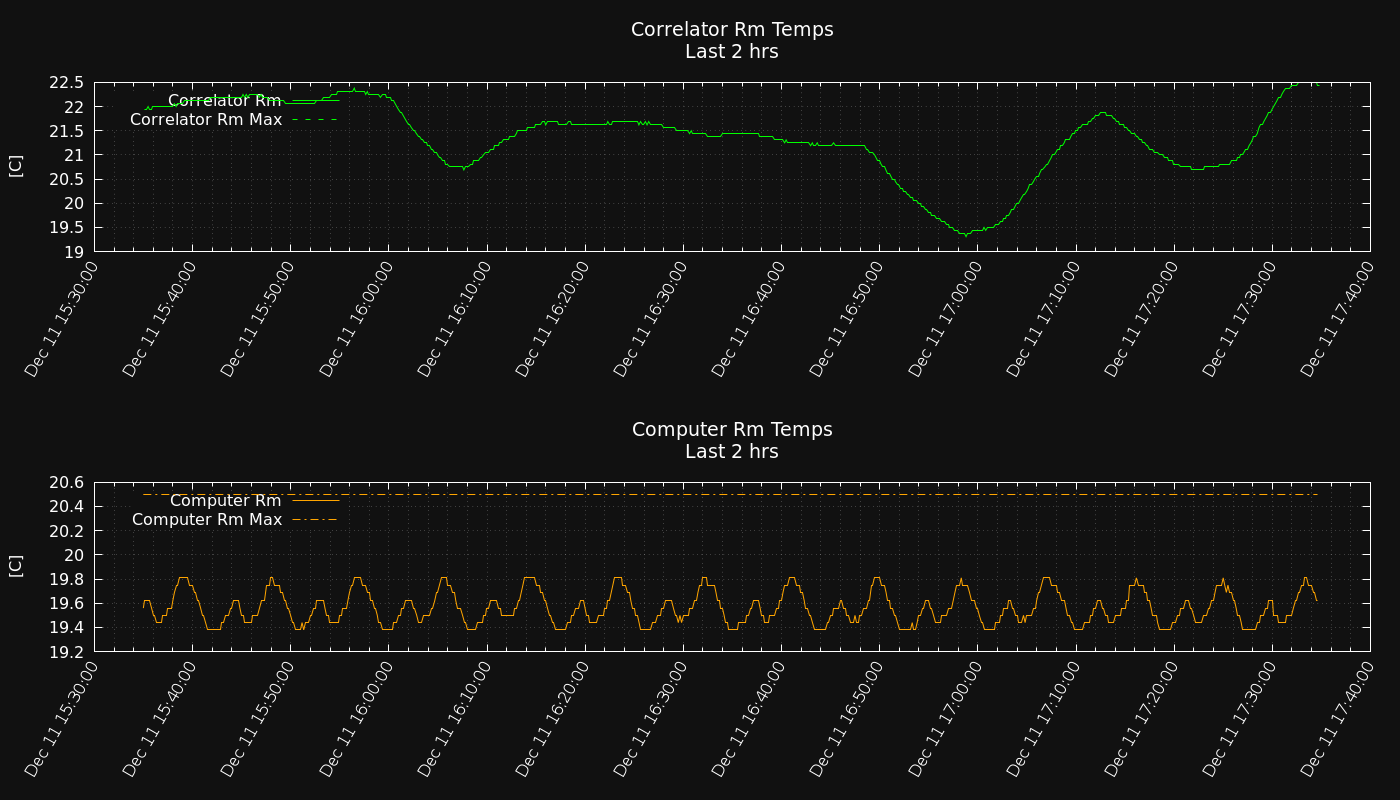 Correlator Rm Temps
Last 2 hrs
22.5
22
21.5
21
20.5
20
19.5
19
[C]
Correlator Rm
Correlator Rm Max
Dec 11 15:30:00
Dec 11 15:40:00
Dec 11 15:50:00
Dec 11 16:00:00
Dec 11 16:10:00
Dec 11 16:20:00
Dec 11 16:30:00
Dec 11 16:40:00
Dec 11 16:50:00
Dec 11 17:00:00
Dec 11 17:10:00
Dec 11 17:20:00
Dec 11 17:30:00
Dec 11 17:40:00
Computer Rm Temps
Last 2 hrs
20.6
20.4
20.2
20
19.8
19.6
19.4
19.2
[C]
Computer Rm
Computer Rm Max
Dec 11 15:30:00
Dec 11 15:40:00
Dec 11 15:50:00
Dec 11 16:00:00
Dec 11 16:10:00
Dec 11 16:20:00
Dec 11 16:30:00
Dec 11 16:40:00
Dec 11 16:50:00
Dec 11 17:00:00
Dec 11 17:10:00
Dec 11 17:20:00
Dec 11 17:30:00
Dec 11 17:40:00